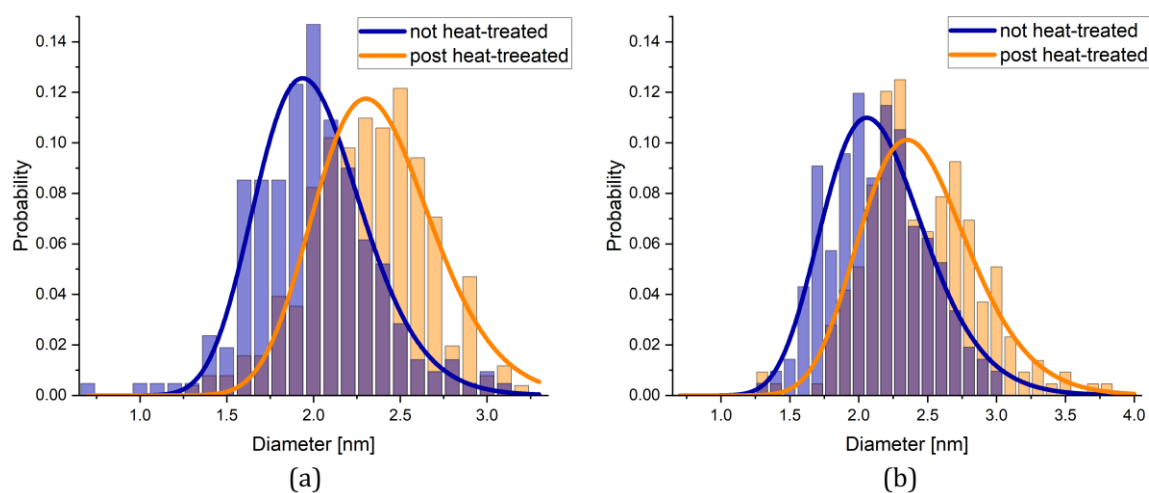 not heat-treated
post heat-treeated
0.14
0.12
0.10
0.08
0.06
0.04
0.02
0.00
Probability
1.0 1.5 2.0 2.5 3.0
Diameter [nm]
(a)
not heat-treated
post heat-treated
0.14
0.12
0.10
0.08
0.06
0.04
0.02
0.00
Probability
1.0 1.5 2.0 2.5 3.0 3.5 4.0
Diameter [nm]
(b)